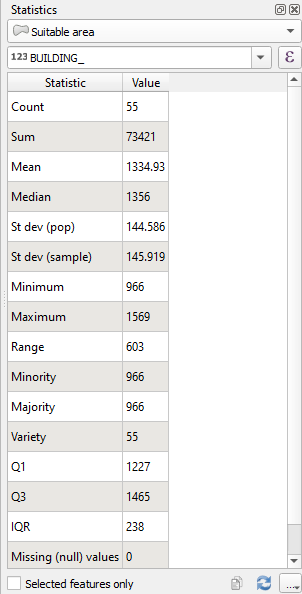 Statistics
Suitable area
123 BUILDING_
ε
Statistic Value
Count 55
Sum 73421
Mean 1334.93
Median 1356
St dev (pop) 144.586
St dev (sample) 145.919
Minimum 966
Maximum 1569
Range 603
Minority 966
Majority 966
Variety 55
Q1 1227
Q3 1465
IQR 238
Missing (null) values 0
Selected features only
...